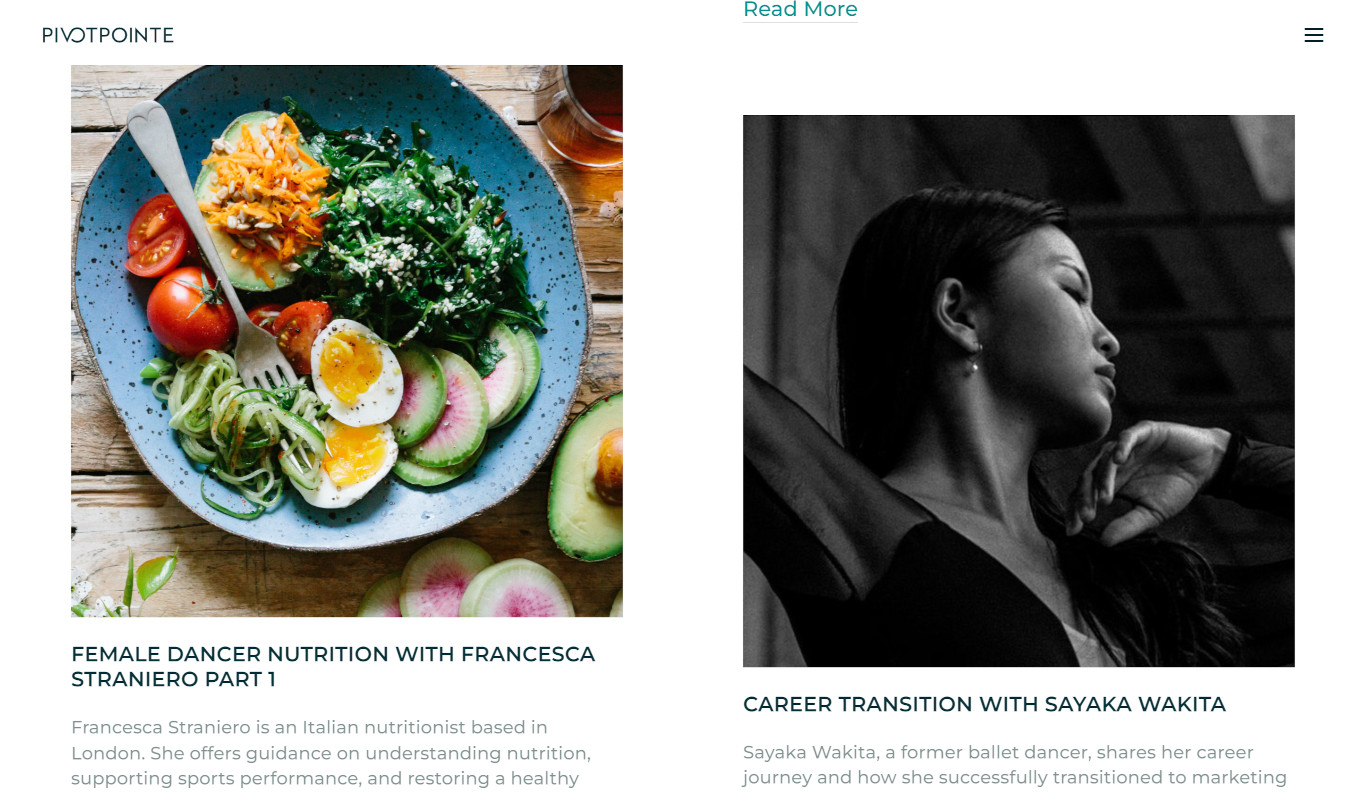 Read More
PIVOTPOINTE
FEMALE DANCER NUTRITION WITH FRANCESCA
STRANIERO PART 1
Francesca Straniero is an Italian nutritionist based in
London. She offers guidance on understanding nutrition,
supporting sports performance, and restoring a healthy
CAREER TRANSITION WITH SAYAKA WAKITA
Sayaka Wakita, a former ballet dancer, shares her career
journey and how she successfully transitioned to marketing